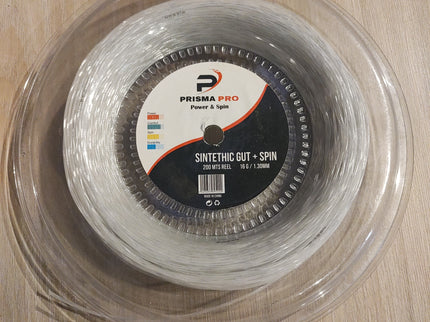 P
PRISMA PRO
Power & Spin
SINTETHIC GUT + SPIN
200 MTS REEL 16 G / 1.30MM